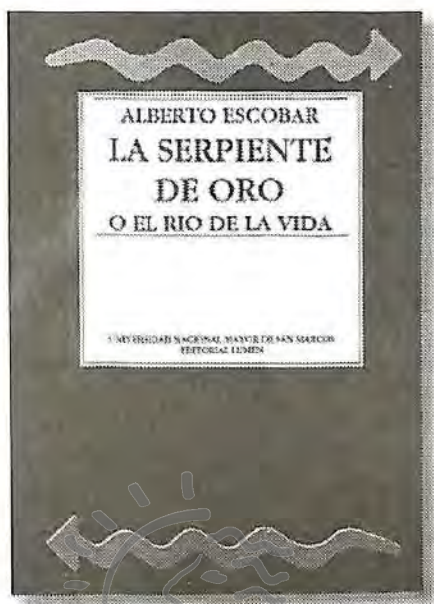 ALBERTO ESCOBAR
LA SERPIENTE
DE ORO
O EL RIO DE LA VIDA
UNIVERSIDAD NACIONAL MAYOR DE SAN MARCOS
EDITORIAL LUMEN